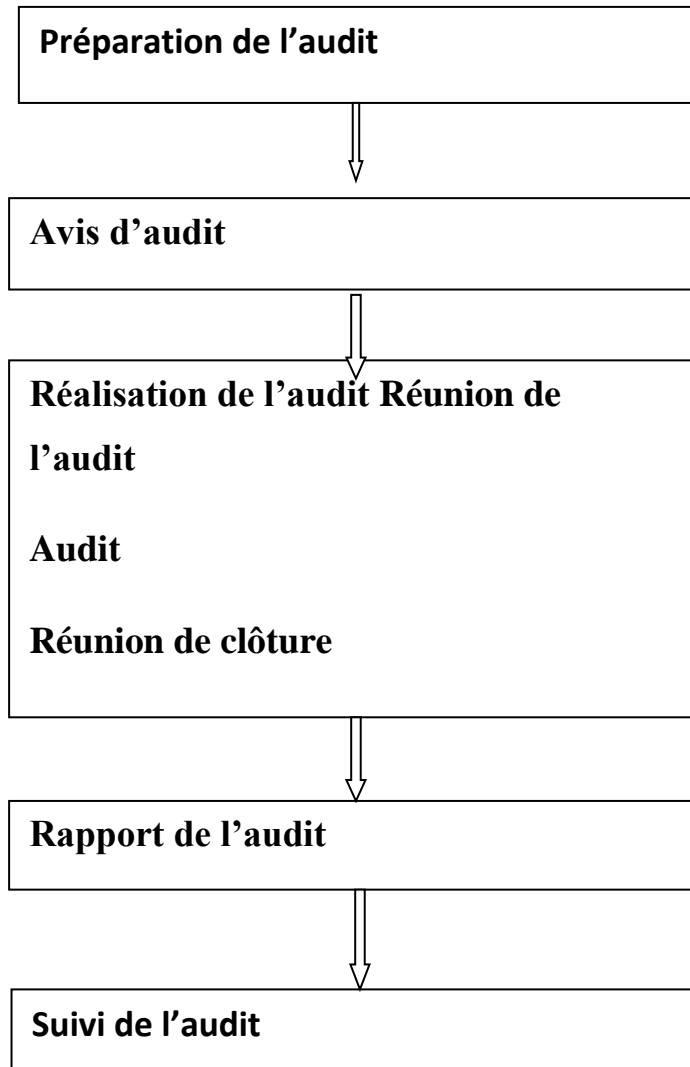 Préparation de l’audit
Avis d’audit
Réalisation de l’audit Réunion de
l’audit
Audit
Réunion de clôture
Rapport de l’audit
Suivi de l’audit